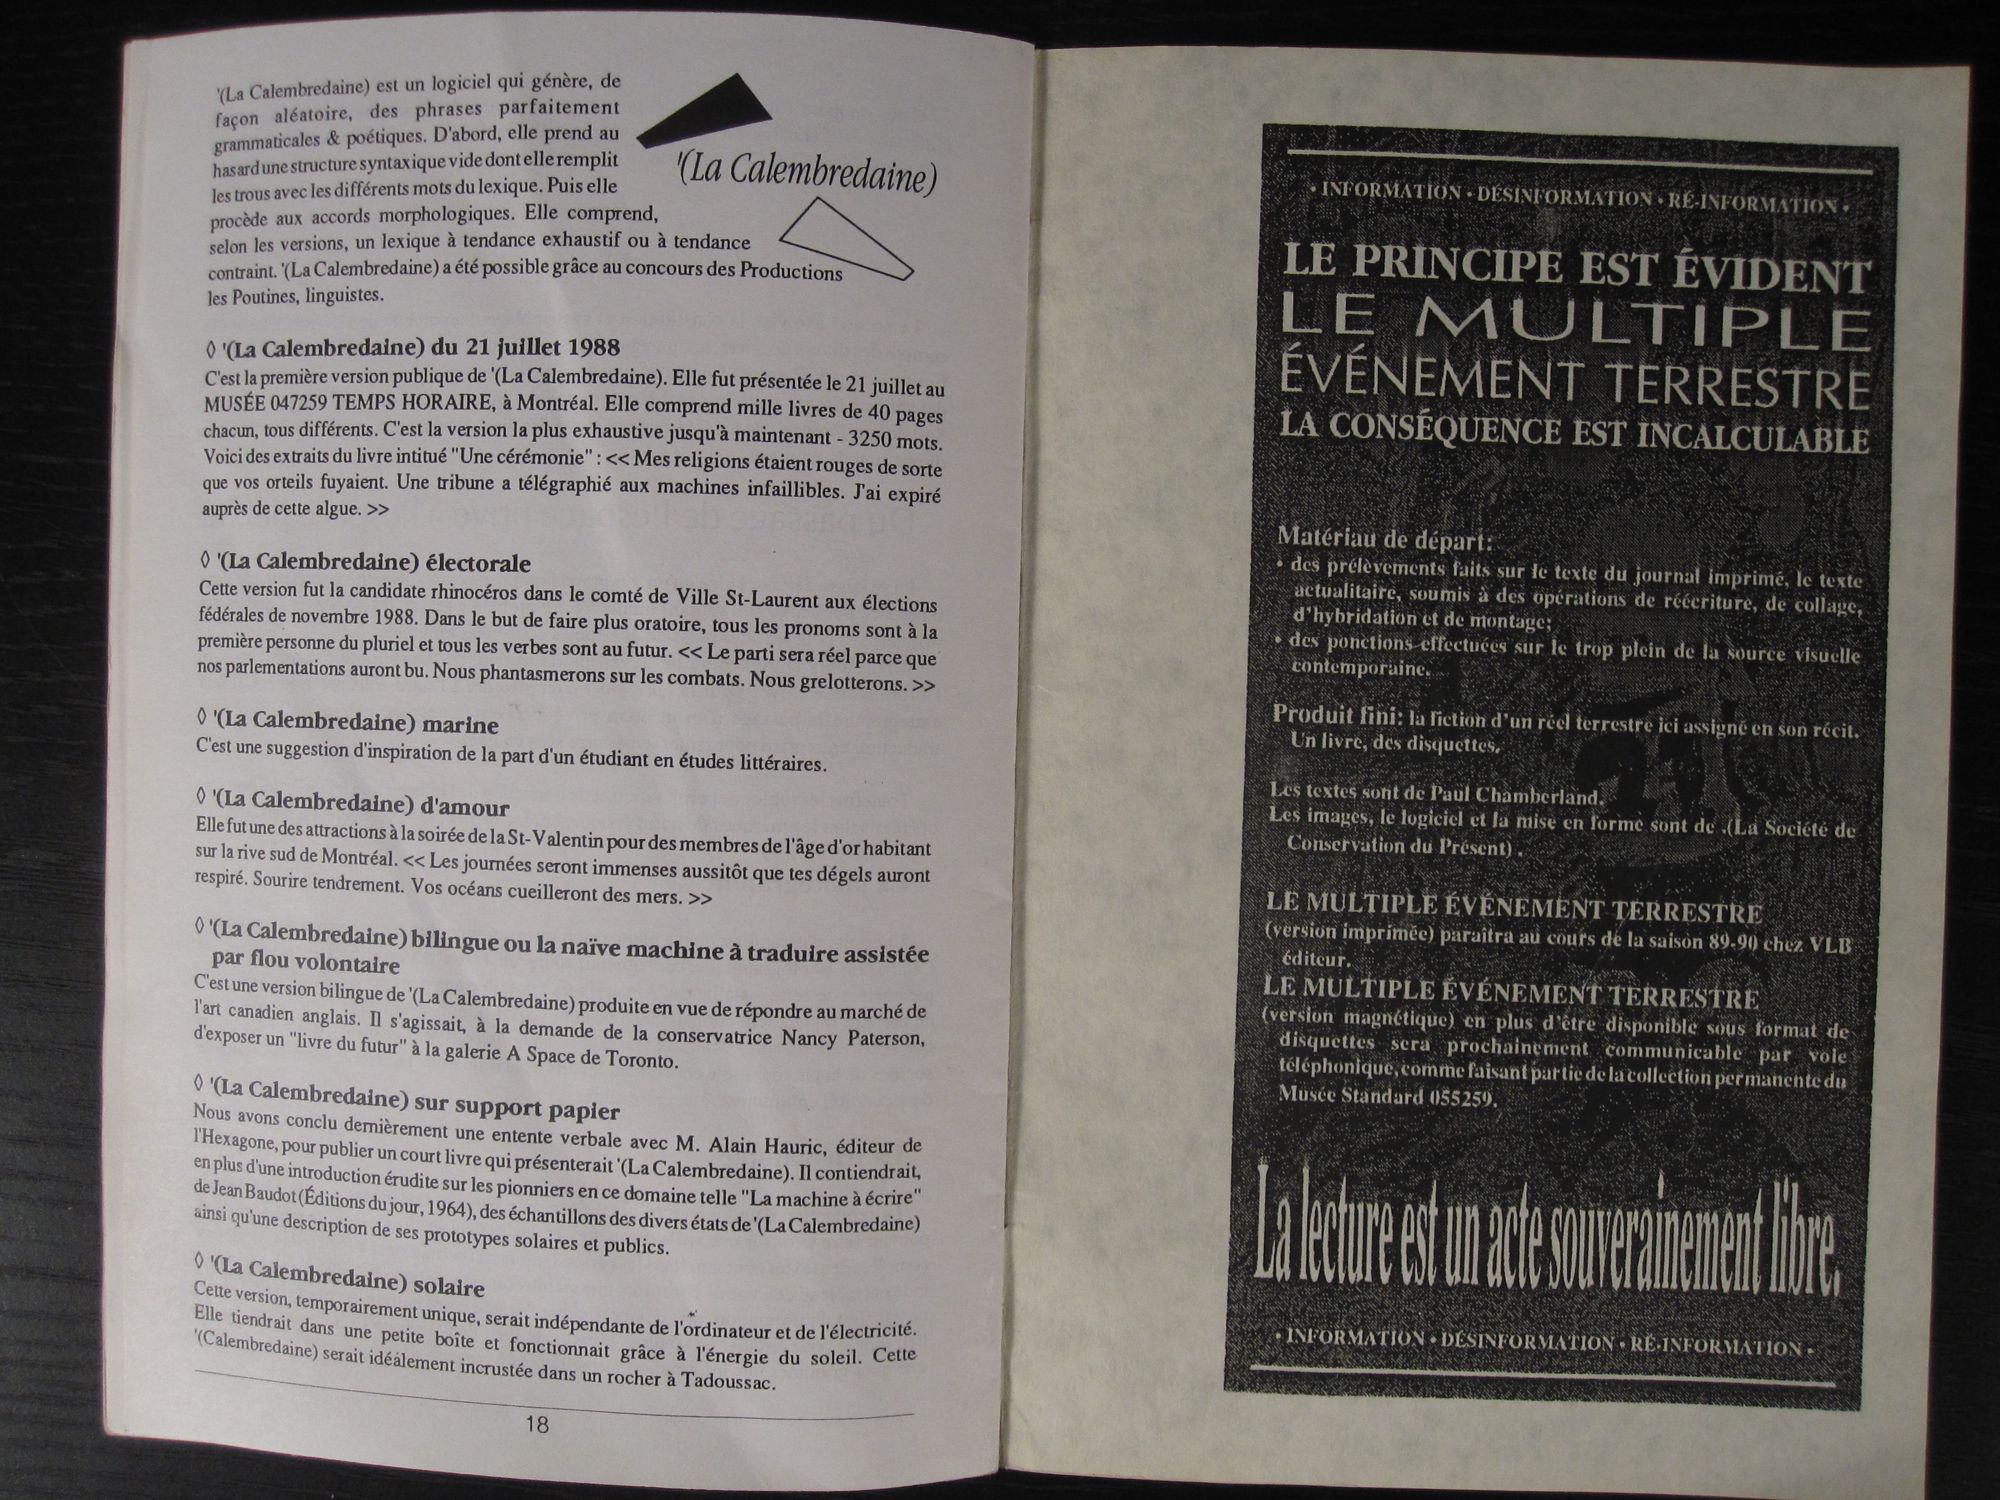 '(La Calembredaine) est un logiciel qui génère, de
façon aléatoire, des phrases parfaitement
grammaticales & poétiques. D'abord, elle prend au
hasard une structure syntaxique vide dont elle remplit
les trous avec les différents mots du lexique. Puis elle
procède aux accords morphologiques. Elle comprend,
selon les versions, un lexique à tendance exhaustif ou à tendance
contraint. '(La Calembredaine) a été possible grâce au concours des Productions
les Poutines, linguistes.
'(La Calembredaine)
◊ '(La Calembredaine) du 21 juillet 1988
C'est la première version publique de '(La Calembredaine). Elle fut présentée le 21 juillet au
MUSÉE 047259 TEMPS HORAIRE, à Montréal. Elle comprend mille livres de 40 pages
chacun, tous différents. C'est la version la plus exhaustive jusqu'à maintenant - 3250 mots.
Voici des extraits du livre intitué "Une cérémonie" : << Mes religions étaient rouges de sorte
que vos orteils fuyaient. Une tribune a télégraphié aux machines infaillibles. J'ai expiré
auprès de cette algue. >>
◊ '(La Calembredaine) électorale
Cette version fut la candidate rhinocéros dans le comté de Ville St-Laurent aux élections
fédérales de novembre 1988. Dans le but de faire plus oratoire, tous les pronoms sont à la
première personne du pluriel et tous les verbes sont au futur. << Le parti sera réel parce que
nos parlementations auront bu. Nous phantasmerons sur les combats. Nous grelotterons. >>
◊ '(La Calembredaine) marine
C'est une suggestion d'inspiration de la part d'un étudiant en études littéraires.
◊ '(La Calembredaine) d'amour
Elle fut une des attractions à la soirée de la St-Valentin pour des membres de l'âge d'or habitant
sur la rive sud de Montréal. << Les journées seront immenses aussitôt que tes dégels auront
respiré. Sourire tendrement. Vos océans cueilleront des mers. >>
◊ '(La Calembredaine) bilingue ou la naïve machine à traduire assistée
par flou volontaire
C'est une version bilingue de '(La Calembredaine) produite en vue de répondre au marché de
l'art canadien anglais. Il s'agissait, à la demande de la conservatrice Nancy Paterson,
d'exposer un "livre du futur" à la galerie A Space de Toronto.
◊ '(La Calembredaine) sur support papier
Nous avons conclu dernièrement une entente verbale avec M. Alain Hauric, éditeur de
l'Hexagone, pour publier un court livre qui présenterait '(La Calembredaine). Il contiendrait,
en plus d'une introduction érudite sur les pionniers en ce domaine telle "La machine à écrire"
de Jean Baudot (Éditions du jour, 1964), des échantillons des divers états de '(La Calembredaine)
ainsi qu'une description de ses prototypes solaires et publics.
◊ '(La Calembredaine) solaire
Cette version, temporairement unique, serait indépendante de l'ordinateur et de l'électricité.
Elle tiendrait dans une petite boîte et fonctionnait grâce à l'énergie du soleil. Cette
'(Calembredaine) serait idéalement incrustée dans un rocher à Tadoussac.
18
• INFORMATION • DÉSINFORMATION • RÉ-INFORMATION •
LE PRINCIPE EST ÉVIDENT
LE MULTIPLE
ÉVÉNEMENT TERRESTRE
LA CONSÉQUENCE EST INCALCULABLE
Matériau de départ:
• des prélèvements faits sur le texte du journal imprimé, le texte
actualitaire, soumis à des opérations de réécriture, de collage,
d'hybridation et de montage;
• des ponctions effectuées sur le trop plein de la source visuelle
contemporaine.
Produit fini: la fiction d'un réel terrestre ici assigné en son récit.
Un livre, des disquettes.
Les textes sont de Paul Chamberland.
Les images, le logiciel et la mise en forme sont de .(La Société de
Conservation du Présent) .
LE MULTIPLE ÉVÉNEMENT TERRESTRE
(version imprimée) paraîtra au cours de la saison 89-90 chez VLB
éditeur.
LE MULTIPLE ÉVÉNEMENT TERRESTRE
(version magnétique) en plus d'être disponible sous format de
disquettes sera prochainement communicable par voie
téléphonique, comme faisant partie de la collection permanente du
Musée Standard 055259.
La lecture est un acte souverainement libre.
• INFORMATION • DÉSINFORMATION • RÉ-INFORMATION •